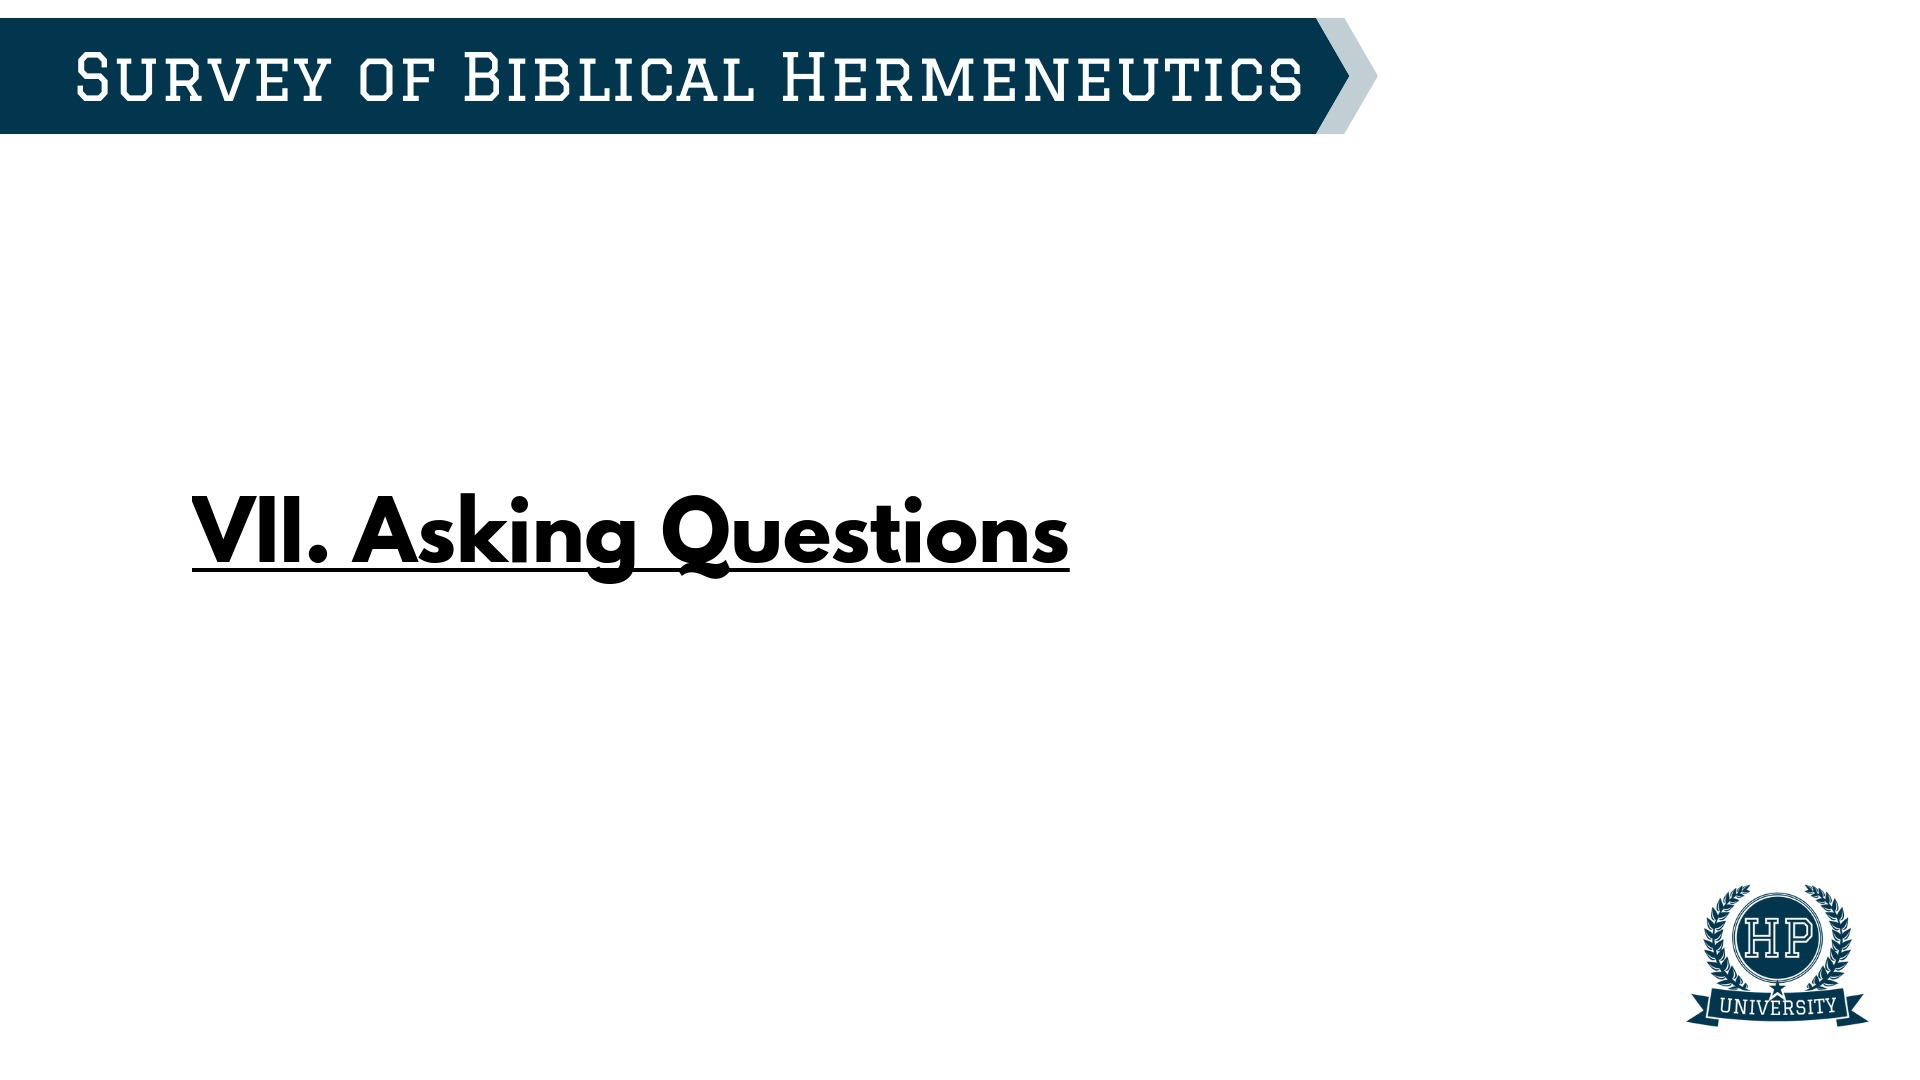 Survey of Biblical Hermeneutics
VII. Asking Questions
HP
UNIVERSITY